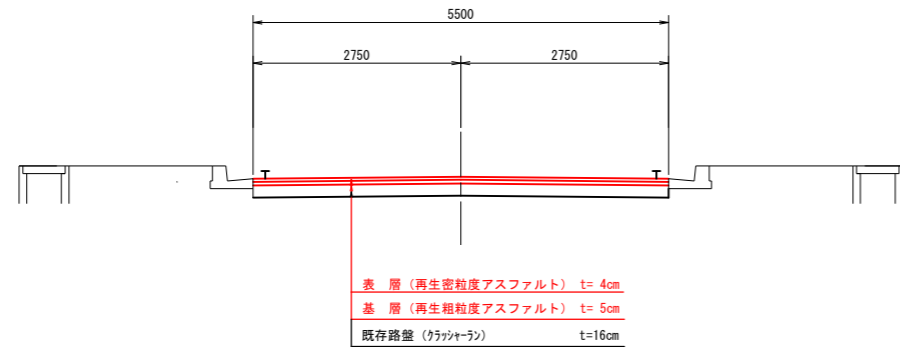 5500
2750 2750
表 層（再生密粒度アスファルト） t= 4cm
基 層（再生粗粒度アスファルト） t= 5cm
既存路盤（クラッシャーラン） t=16cm